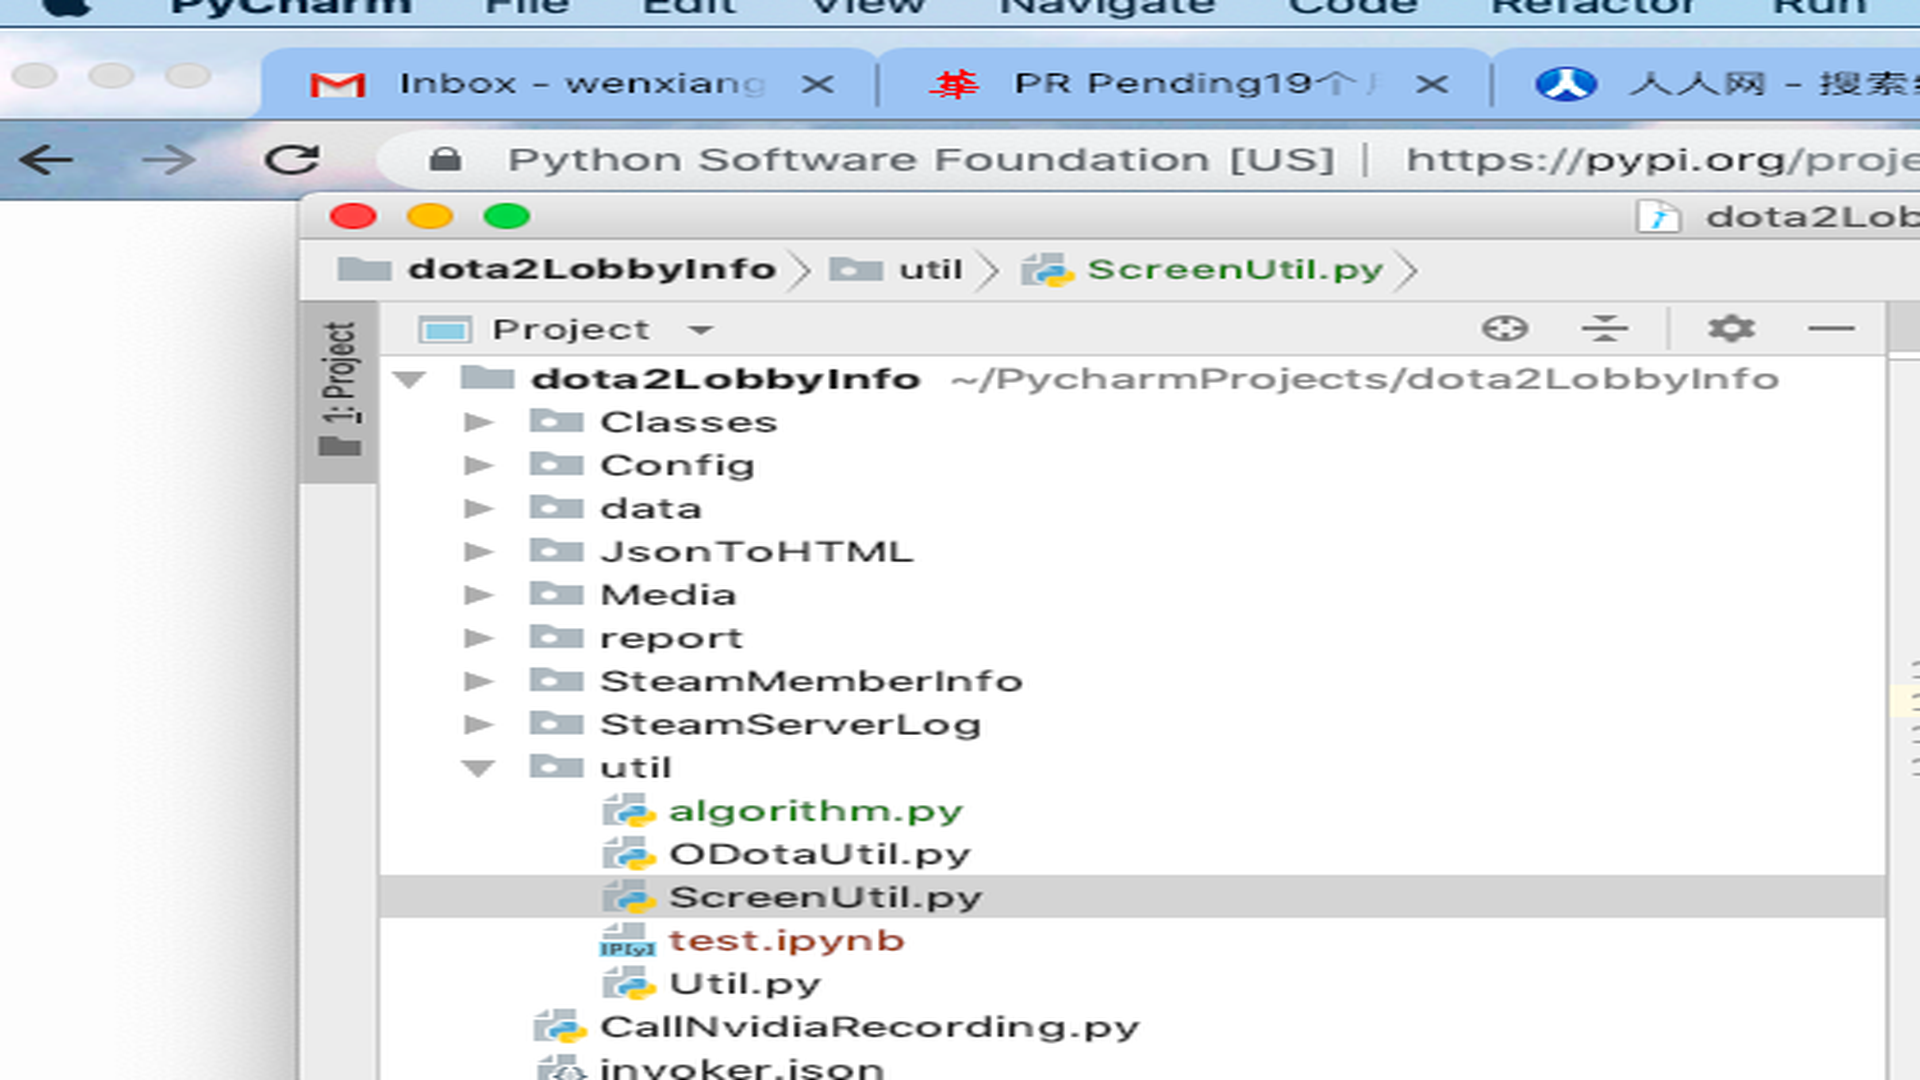 PyCharm File Edit View Navigate Code Refactor Run
Inbox - wenxiang PR Pending19个 人人网 - 搜索
Python Software Foundation [US] | https://pypi.org/proje
dota2Lob
dota2LobbyInfo util ScreenUtil.py
1: Project
Project
dota2LobbyInfo ~/PycharmProjects/dota2LobbyInfo
Classes
Config
data
JsonToHTML
Media
report
SteamMemberInfo
SteamServerLog
util
algorithm.py
ODotaUtil.py
ScreenUtil.py
IP[y] test.ipynb
Util.py
CallNvidiaRecording.py
invoker.json